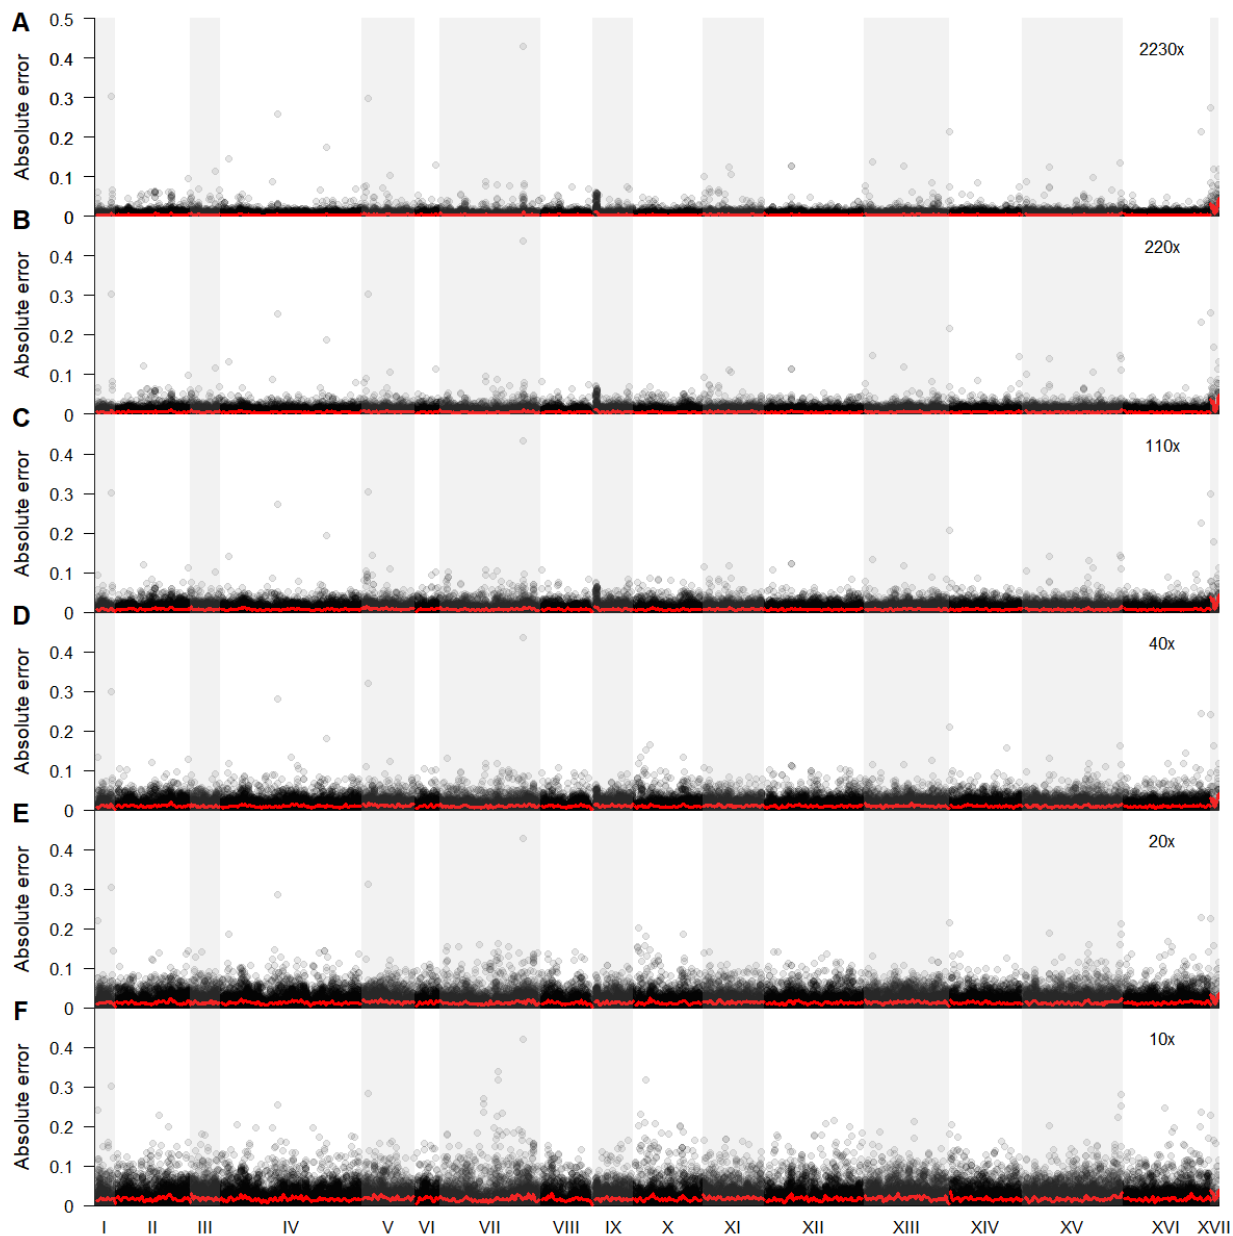 A
0.5
0.4
0.3
0.2
0.1
0
Absolute error
2230x
B
0.4
0.3
0.2
0.1
0
Absolute error
220x
C
0.4
0.3
0.2
0.1
0
Absolute error
110x
D
0.4
0.3
0.2
0.1
0
Absolute error
40x
E
0.4
0.3
0.2
0.1
0
Absolute error
20x
F
0.4
0.3
0.2
0.1
0
Absolute error
10x
I II III IV V VI VII VIII IX X XI XII XIII XIV XV XVI XVII